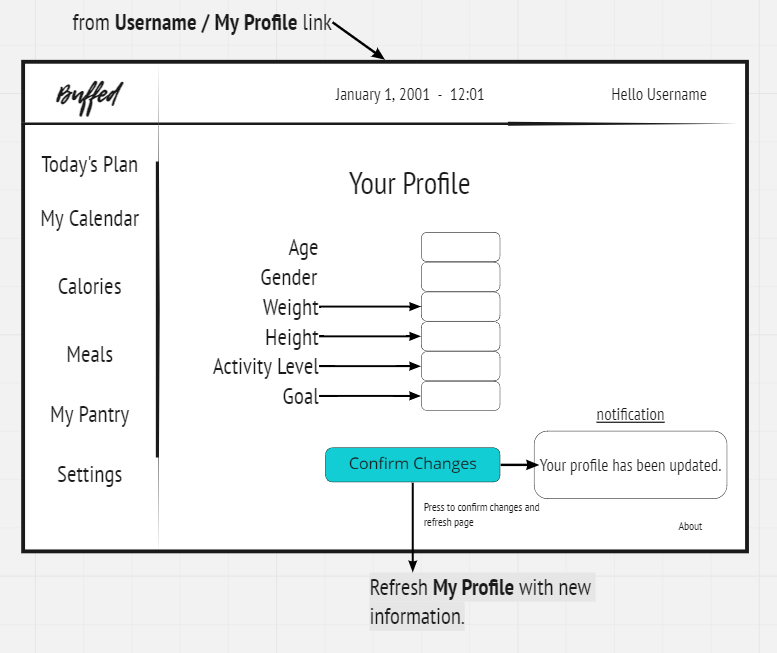 from Username / My Profile link
Buffed
January 1, 2001 - 12:01
Hello Username
Today's Plan
My Calendar
Calories
Meals
My Pantry
Settings
Your Profile
Age
Gender
Weight
Height
Activity Level
Goal
Confirm Changes
notification
Your profile has been updated.
Press to confirm changes and
refresh page
About
Refresh My Profile with new
information.